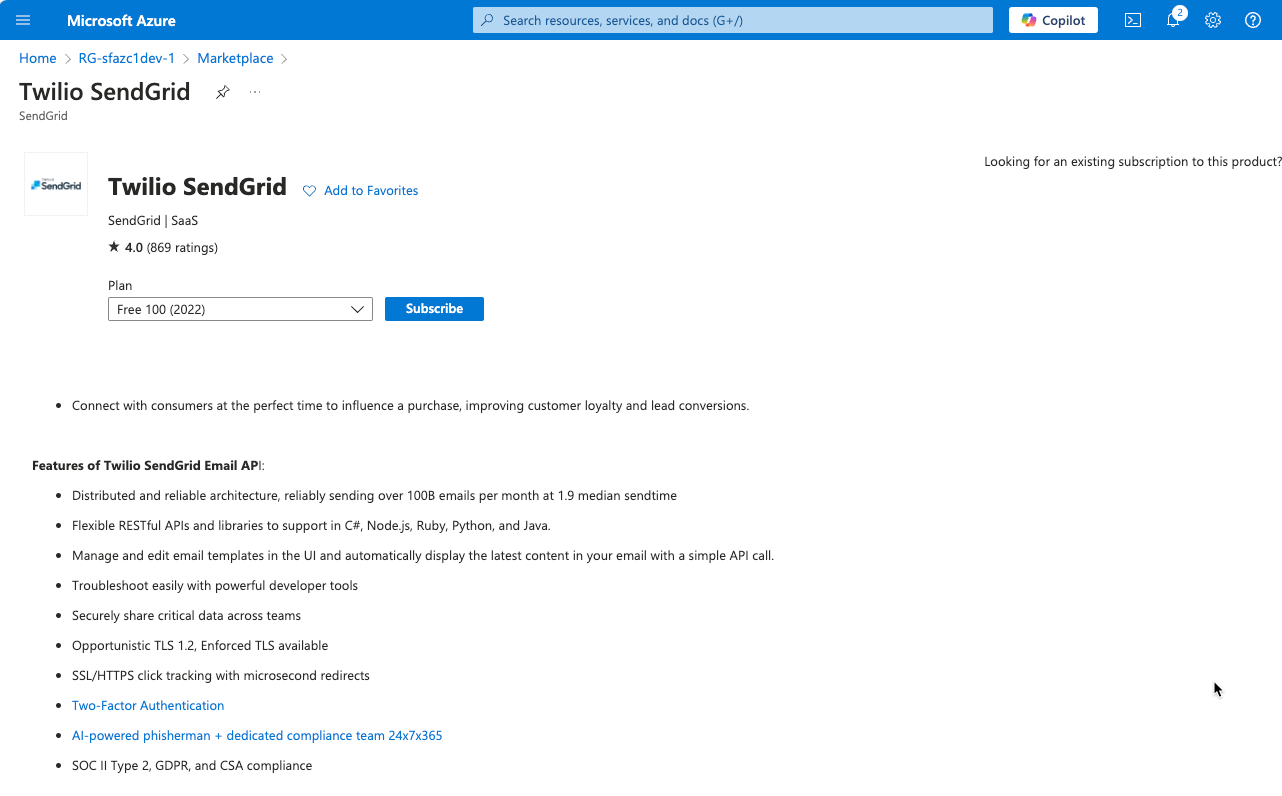 Microsoft Azure
Search resources, services, and docs (G+/)
Copilot
2
Home > RG-sfazc1dev-1 > Marketplace >
Twilio SendGrid
SendGrid
Looking for an existing subscription to this product?
SendGrid
Twilio SendGrid
Add to Favorites
SendGrid | SaaS
★ 4.0 (869 ratings)
Plan
Free 100 (2022)
Subscribe
• Connect with consumers at the perfect time to influence a purchase, improving customer loyalty and lead conversions.
Features of Twilio SendGrid Email API:
• Distributed and reliable architecture, reliably sending over 100B emails per month at 1.9 median sendtime
• Flexible RESTful APIs and libraries to support in C#, Node.js, Ruby, Python, and Java.
• Manage and edit email templates in the UI and automatically display the latest content in your email with a simple API call.
• Troubleshoot easily with powerful developer tools
• Securely share critical data across teams
• Opportunistic TLS 1.2, Enforced TLS available
• SSL/HTTPS click tracking with microsecond redirects
• Two-Factor Authentication
• AI-powered phisherman + dedicated compliance team 24x7x365
• SOC II Type 2, GDPR, and CSA compliance